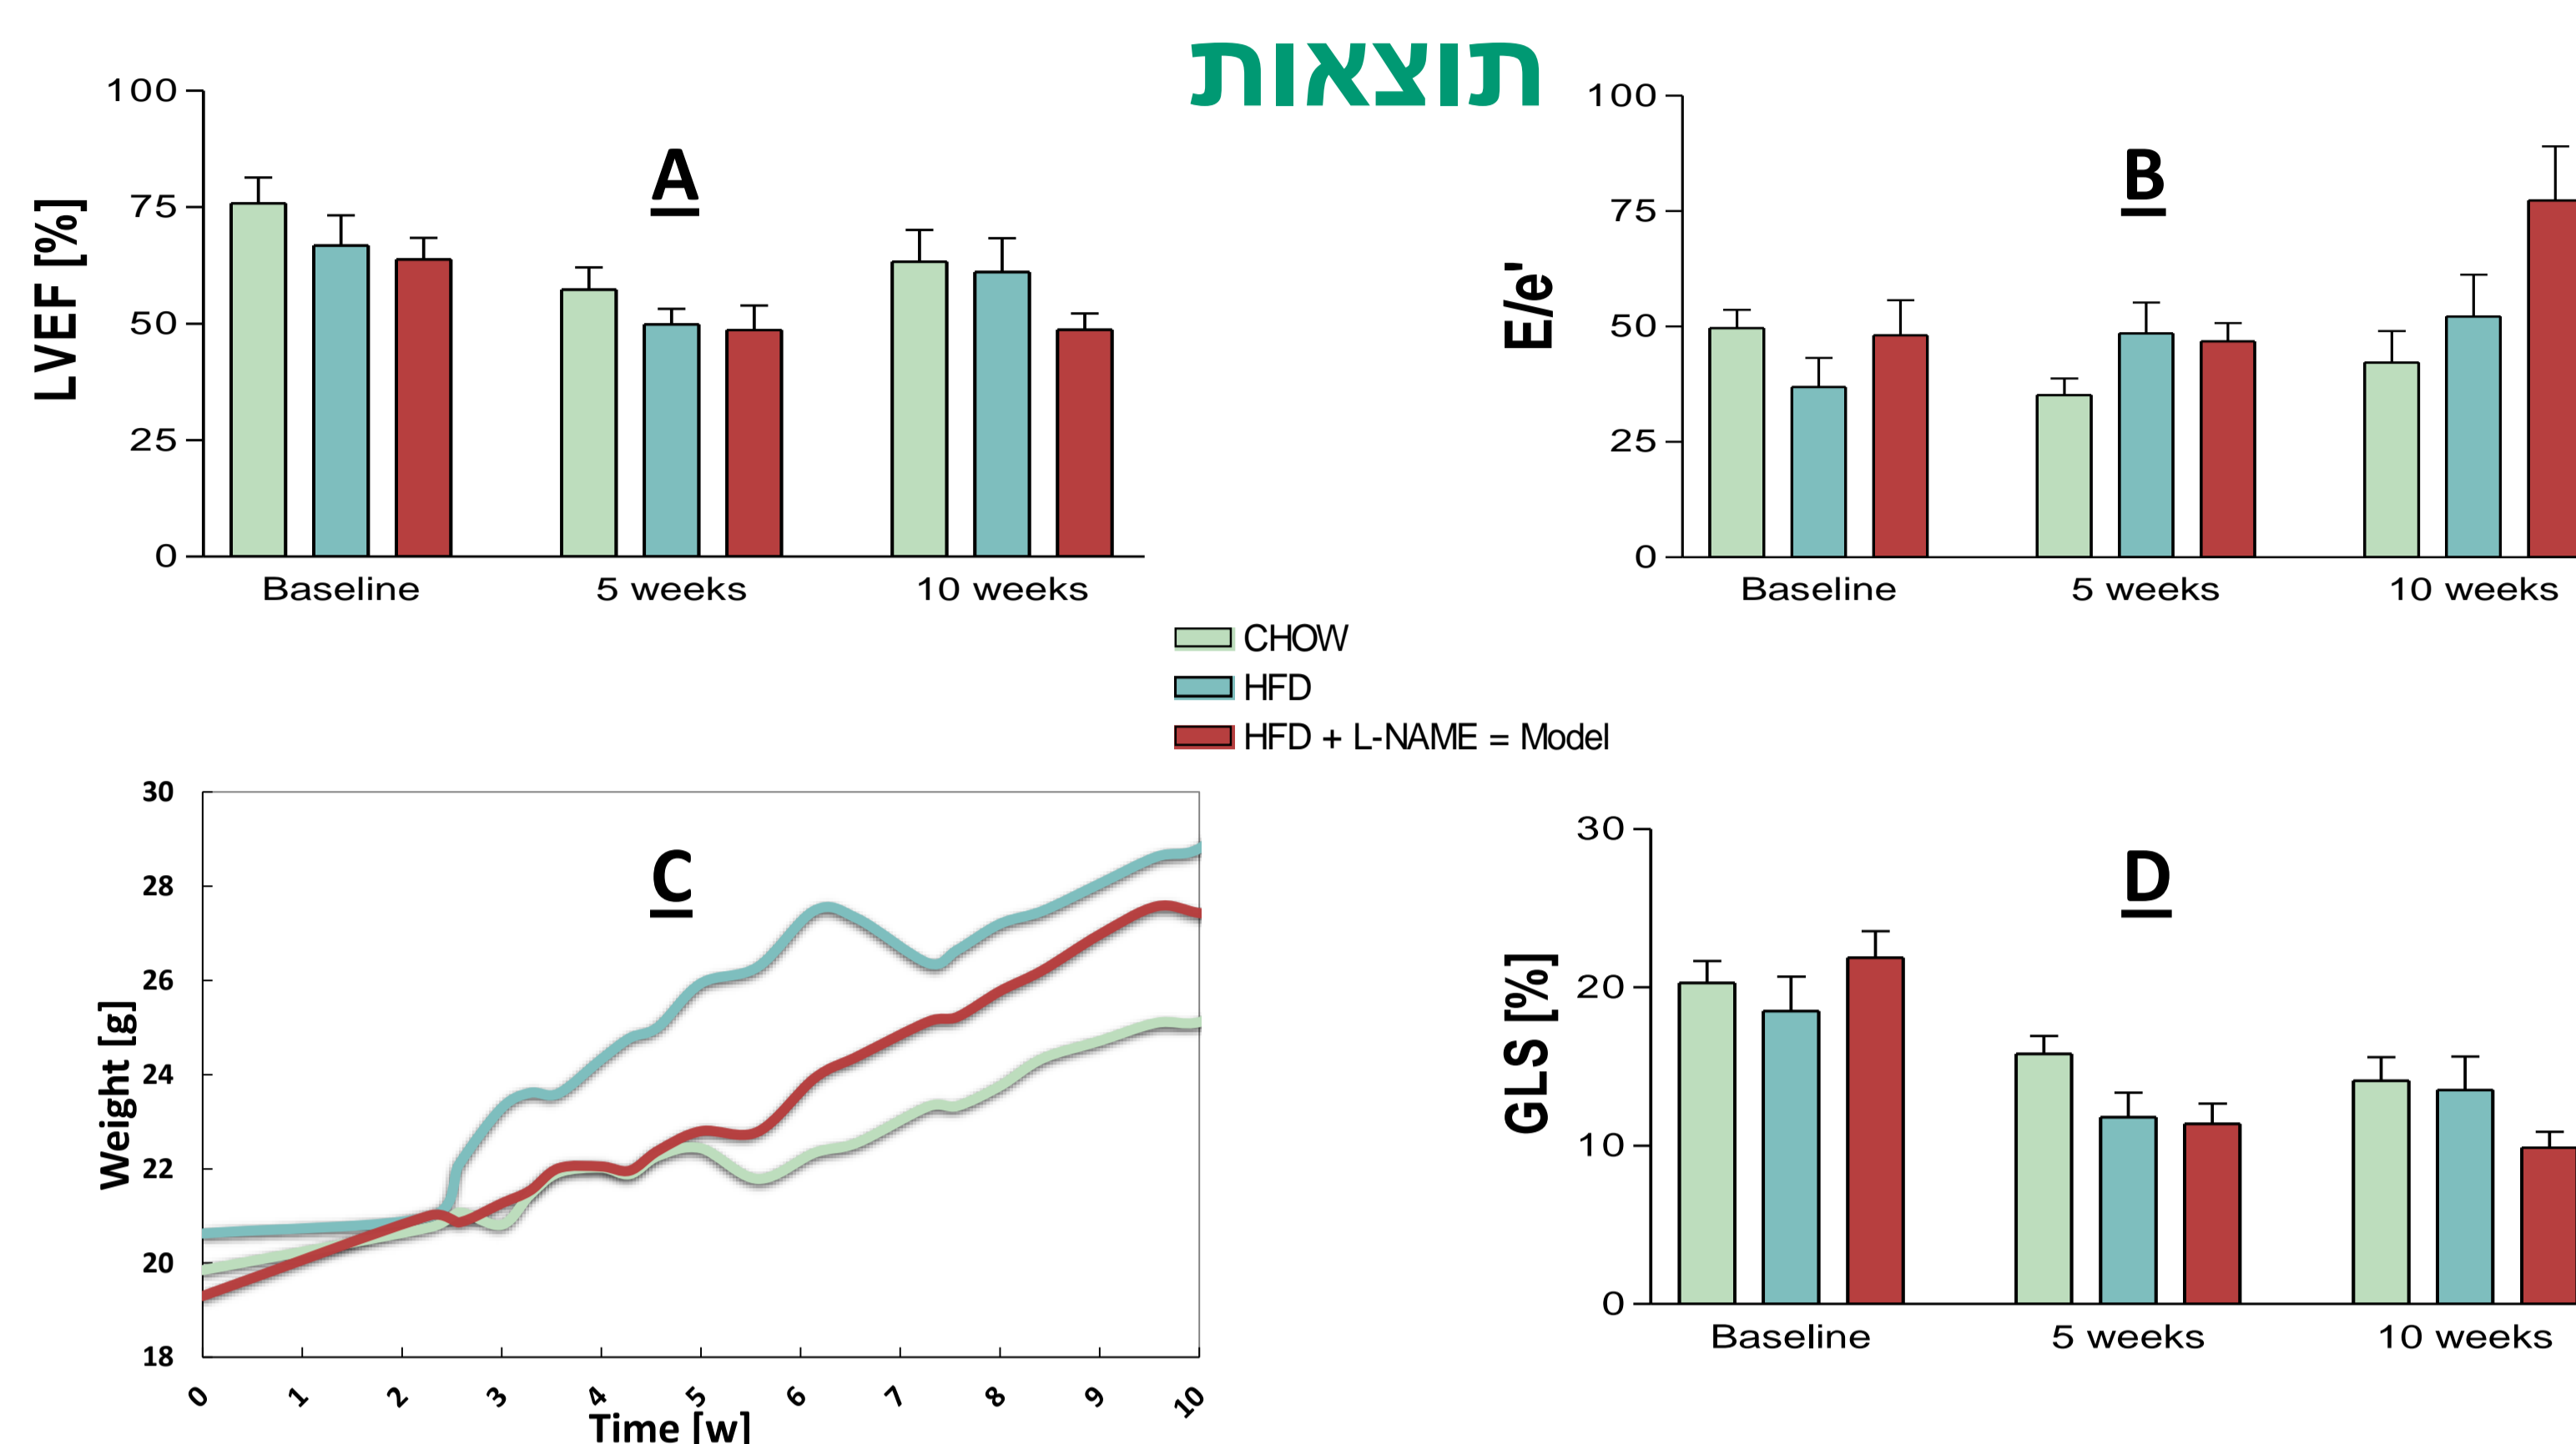 תוצאות
A
LVEF [%]
100
75
50
25
0
Baseline 5 weeks 10 weeks
B
E/e'
100
75
50
25
0
Baseline 5 weeks 10 weeks
CHOW
HFD
HFD + L-NAME = Model
C
Weight [g]
30
28
26
24
22
20
18
0 1 2 3 4 5 6 7 8 9 10
Time [w]
D
GLS [%]
30
20
10
0
Baseline 5 weeks 10 weeks